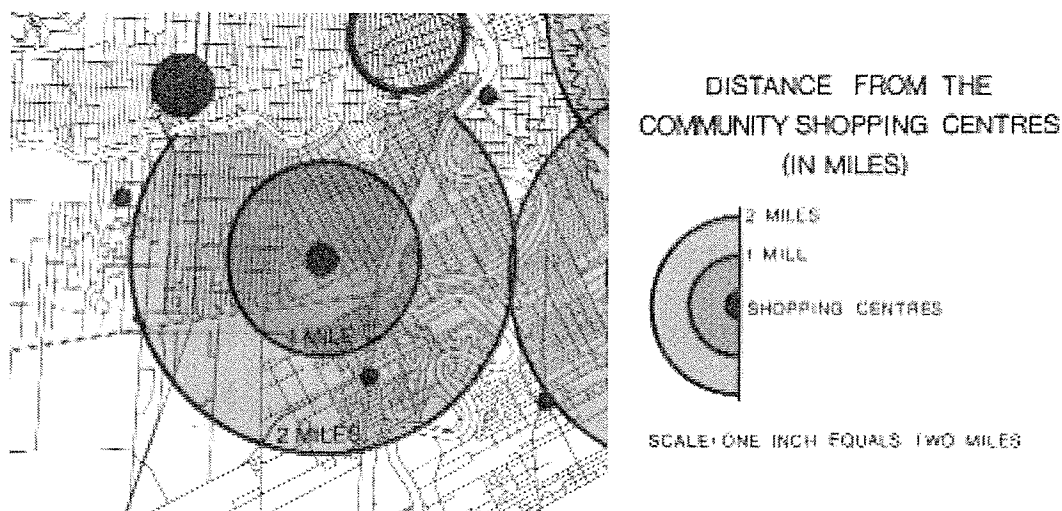 1 MILE
2 MILES
DISTANCE FROM THE
COMMUNITY SHOPPING CENTRES
(IN MILES)
2 MILES
1 MILL
SHOPPING CENTRES
SCALE: ONE INCH EQUALS TWO MILES